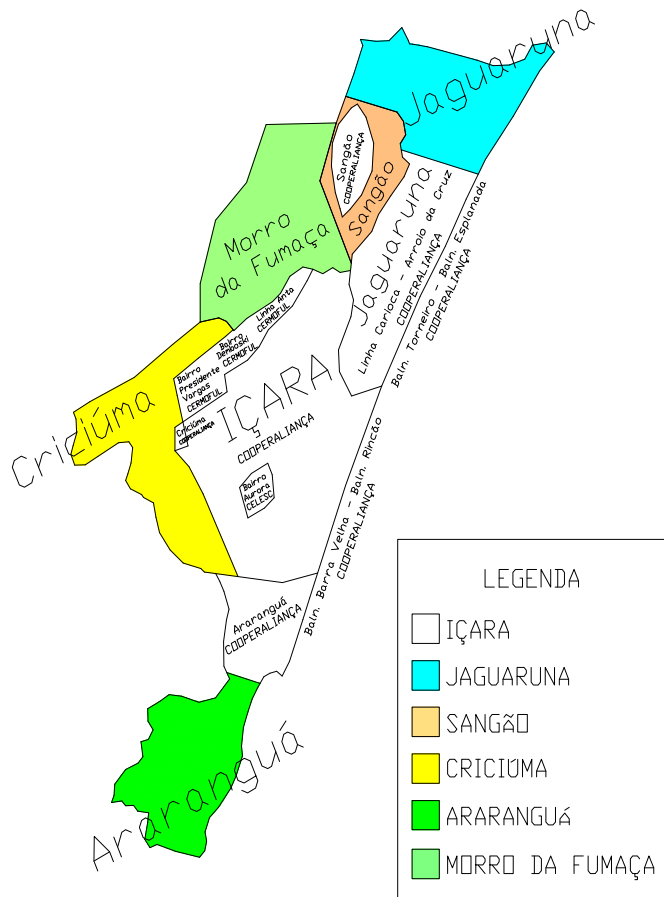 Jaguaruna
Sangão
COOPERALIANÇA
Sangão
Morro
da Fumaça
Jaguaruna
Linha Carioca - Arroio da Cruz
COOPERALIANÇA
Baln. Torneiro - Baln. Esplanada
COOPERALIANÇA
Linha Anta
CERMOFUL
Bairro
Demboski
CERMOFUL
Bairro
Presidente
Vargas
CERMOFUL
Criciúma
COOPERALIANÇA
Criciúma
IÇARA
COOPERALIANÇA
Bairro
Aurora
CELESC
Baln. Barra Velha - Baln. Rincão
COOPERALIANÇA
Araranguá
COOPERALIANÇA
Araranguá
LEGENDA
IÇARA
JAGUARUNA
SANGãO
CRICIÚMA
ARARANGUá
MORRO DA FUMAÇA